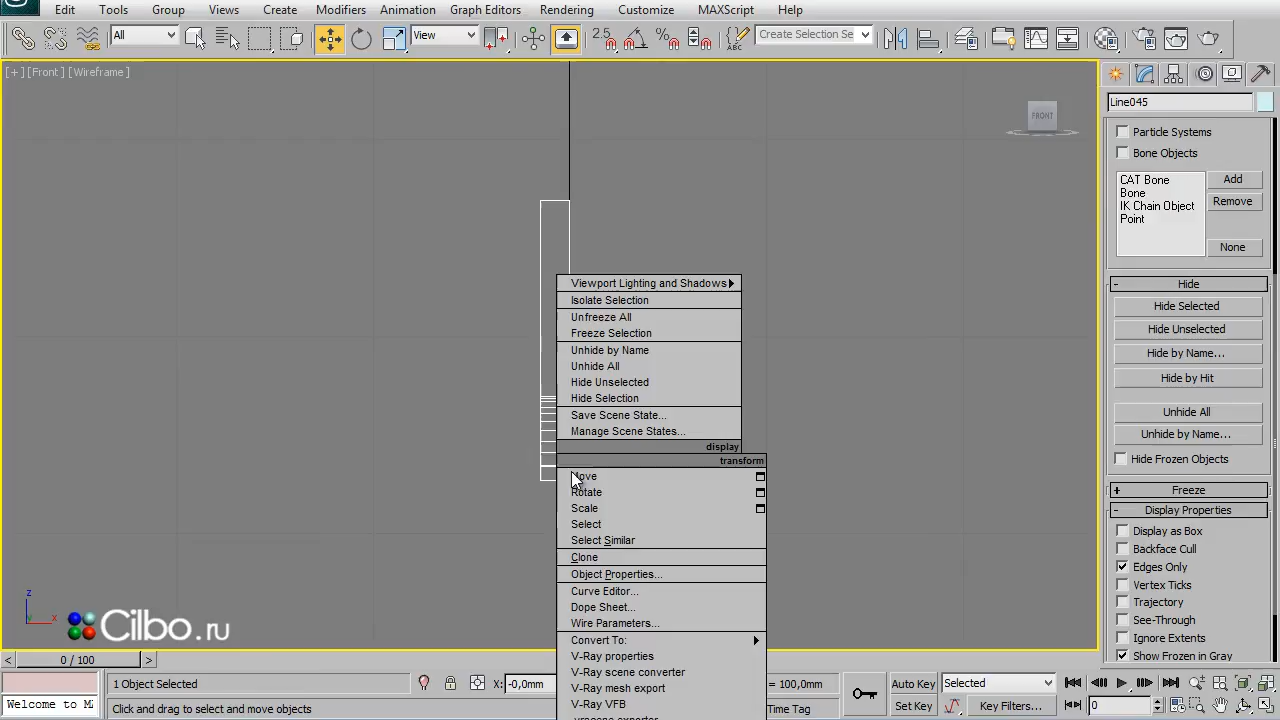 Edit Tools Group Views Create Modifiers Animation Graph Editors Rendering Customize MAXScript Help
All
View
2.5
Create Selection Se
[+] [Front] [Wireframe]
FRONT
Line045
Particle Systems
Bone Objects
CAT Bone
Bone
IK Chain Object
Point
Add
Remove
None
- Hide
Hide Selected
Hide Unselected
Hide by Name...
Hide by Hit
Unhide All
Unhide by Name...
Hide Frozen Objects
+ Freeze
- Display Properties
Display as Box
Backface Cull
Edges Only
Vertex Ticks
Trajectory
See-Through
Ignore Extents
Show Frozen in Gray
Viewport Lighting and Shadows
Isolate Selection
Unfreeze All
Freeze Selection
Unhide by Name
Unhide All
Hide Unselected
Hide Selection
Save Scene State...
Manage Scene States...
display
transform
Move
Rotate
Scale
Select
Select Similar
Clone
Object Properties...
Curve Editor...
Dope Sheet...
Wire Parameters...
Convert To:
V-Ray properties
V-Ray scene converter
V-Ray mesh export
V-Ray VFB
z
y x
Cilbo.ru
< 0 / 100 >
1 Object Selected
X: -0,0mm
= 100,0mm
Auto Key
Selected
Welcome to M
Click and drag to select and move objects
Time Tag
Set Key
Key Filters...
0